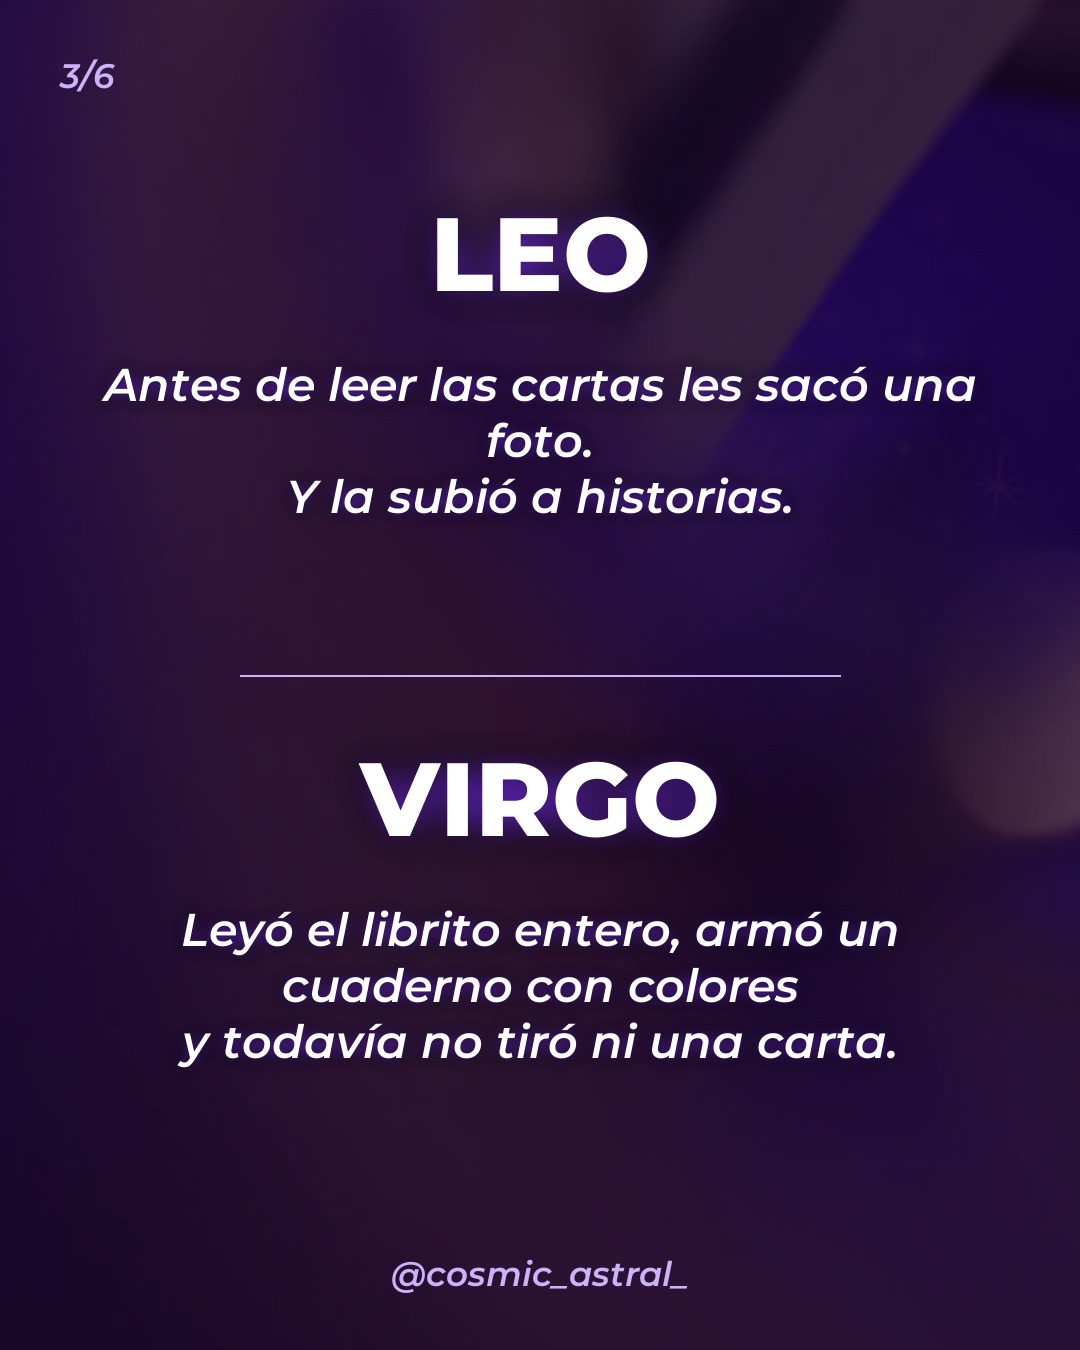 3/6
LEO
Antes de leer las cartas les sacó una
foto.
Y la subió a historias.
VIRGO
Leyó el librito entero, armó un
cuaderno con colores
y todavía no tiró ni una carta.
@cosmic_astral_